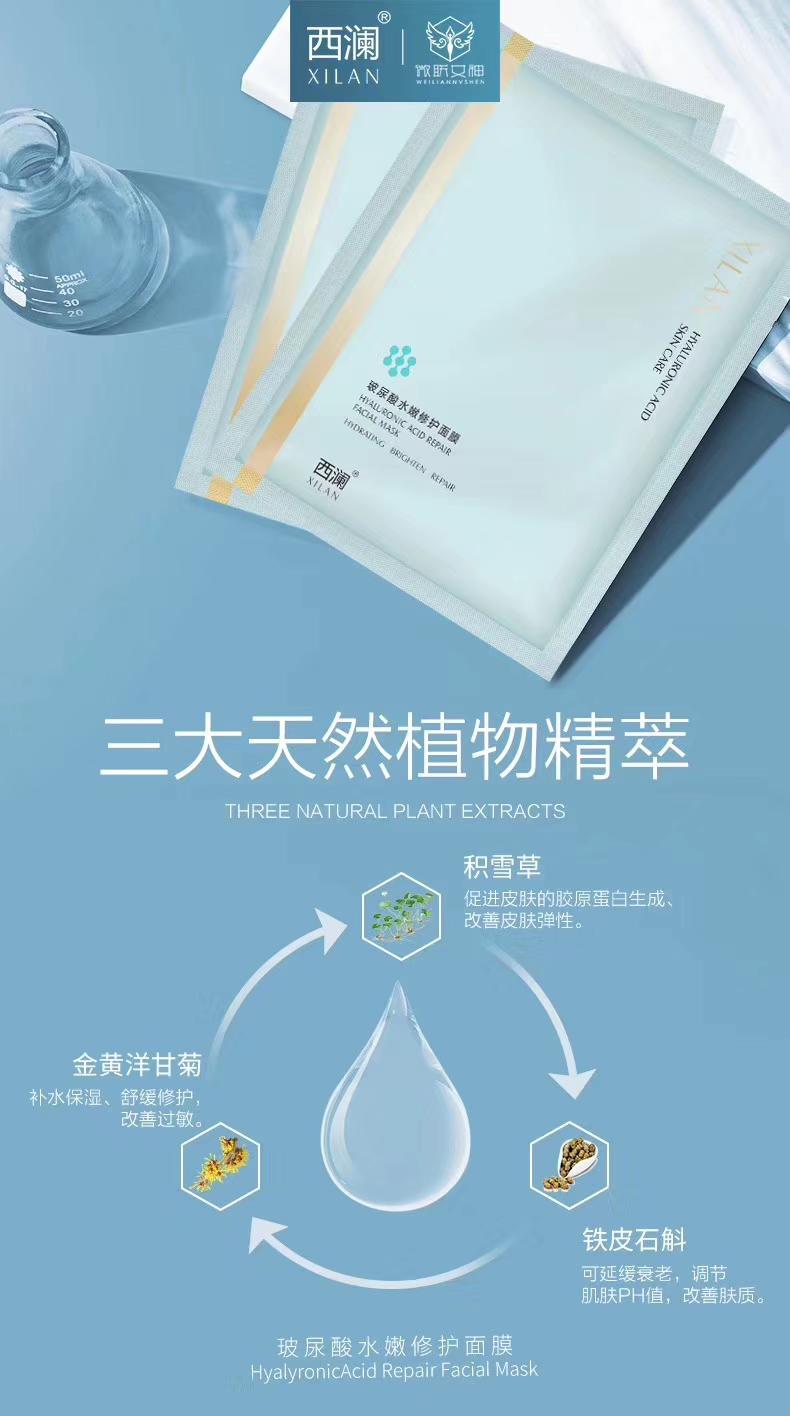 西澜®
XILAN
微联女神
WEILIANNVSHEN
50ml
APPROX
40
30
20
XILAN
HYALURONIC ACID
SKIN CARE
玻尿酸水嫩修护面膜
HYALURONIC ACID REPAIR
FACIAL MASK
HYDRATING BRIGHTEN REPAIR
西澜®
XILAN
三大天然植物精萃
THREE NATURAL PLANT EXTRACTS
积雪草
促进皮肤的胶原蛋白生成、
改善皮肤弹性。
金黄洋甘菊
补水保湿、舒缓修护，
改善过敏。
铁皮石斛
可延缓衰老，调节
肌肤PH值，改善肤质。
玻尿酸水嫩修护面膜
HyalyronicAcid Repair Facial Mask